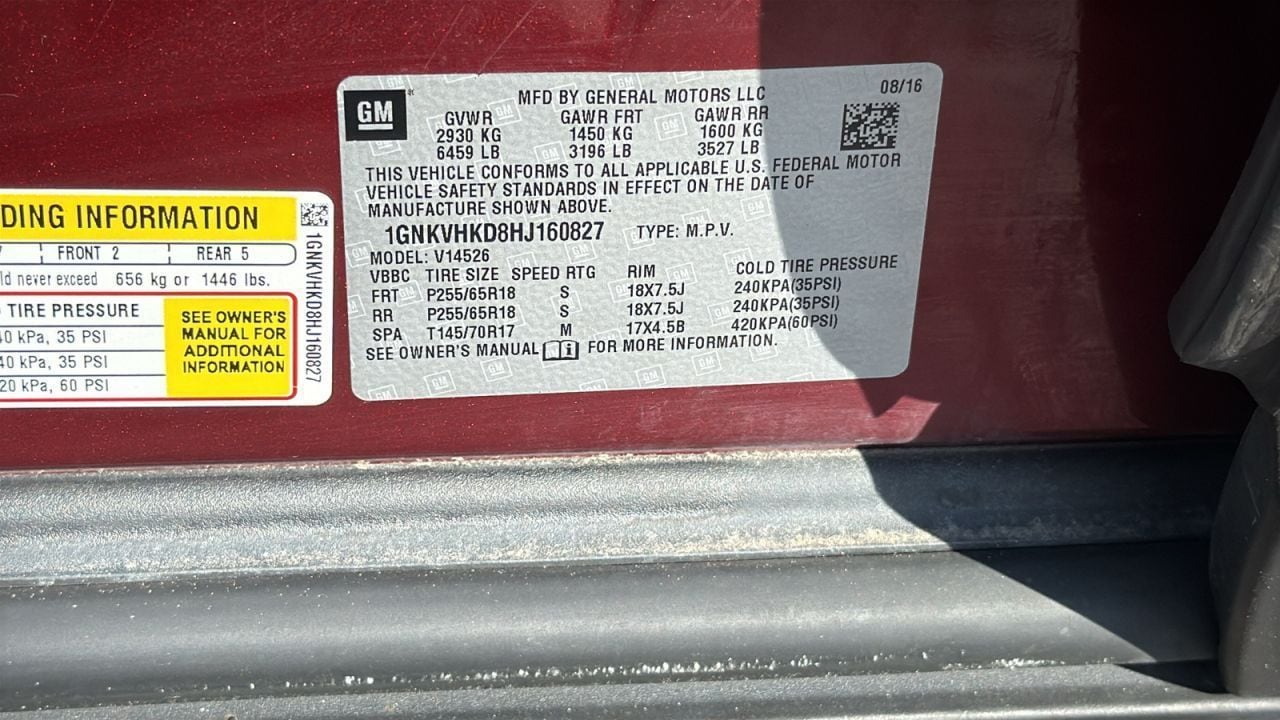 GM
MFD BY GENERAL MOTORS LLC
08/16
GVWR GAWR FRT GAWR RR
2930 KG 1450 KG 1600 KG
6459 LB 3196 LB 3527 LB
THIS VEHICLE CONFORMS TO ALL APPLICABLE U.S. FEDERAL MOTOR
VEHICLE SAFETY STANDARDS IN EFFECT ON THE DATE OF
MANUFACTURE SHOWN ABOVE.
1GNKVHKD8HJ160827 TYPE: M.P.V.
MODEL: V14526
VBBC TIRE SIZE SPEED RTG RIM COLD TIRE PRESSURE
FRT P255/65R18 S 18X7.5J 240KPA(35PSI)
RR P255/65R18 S 18X7.5J 240KPA(35PSI)
SPA T145/70R17 M 17X4.5B 420KPA(60PSI)
SEE OWNER'S MANUAL FOR MORE INFORMATION.
DING INFORMATION
FRONT 2 REAR 5
ld never exceed 656 kg or 1446 lbs.
TIRE PRESSURE
40 kPa, 35 PSI
40 kPa, 35 PSI
20 kPa, 60 PSI
SEE OWNER'S
MANUAL FOR
ADDITIONAL
INFORMATION
1GNKVHKD8HJ160827